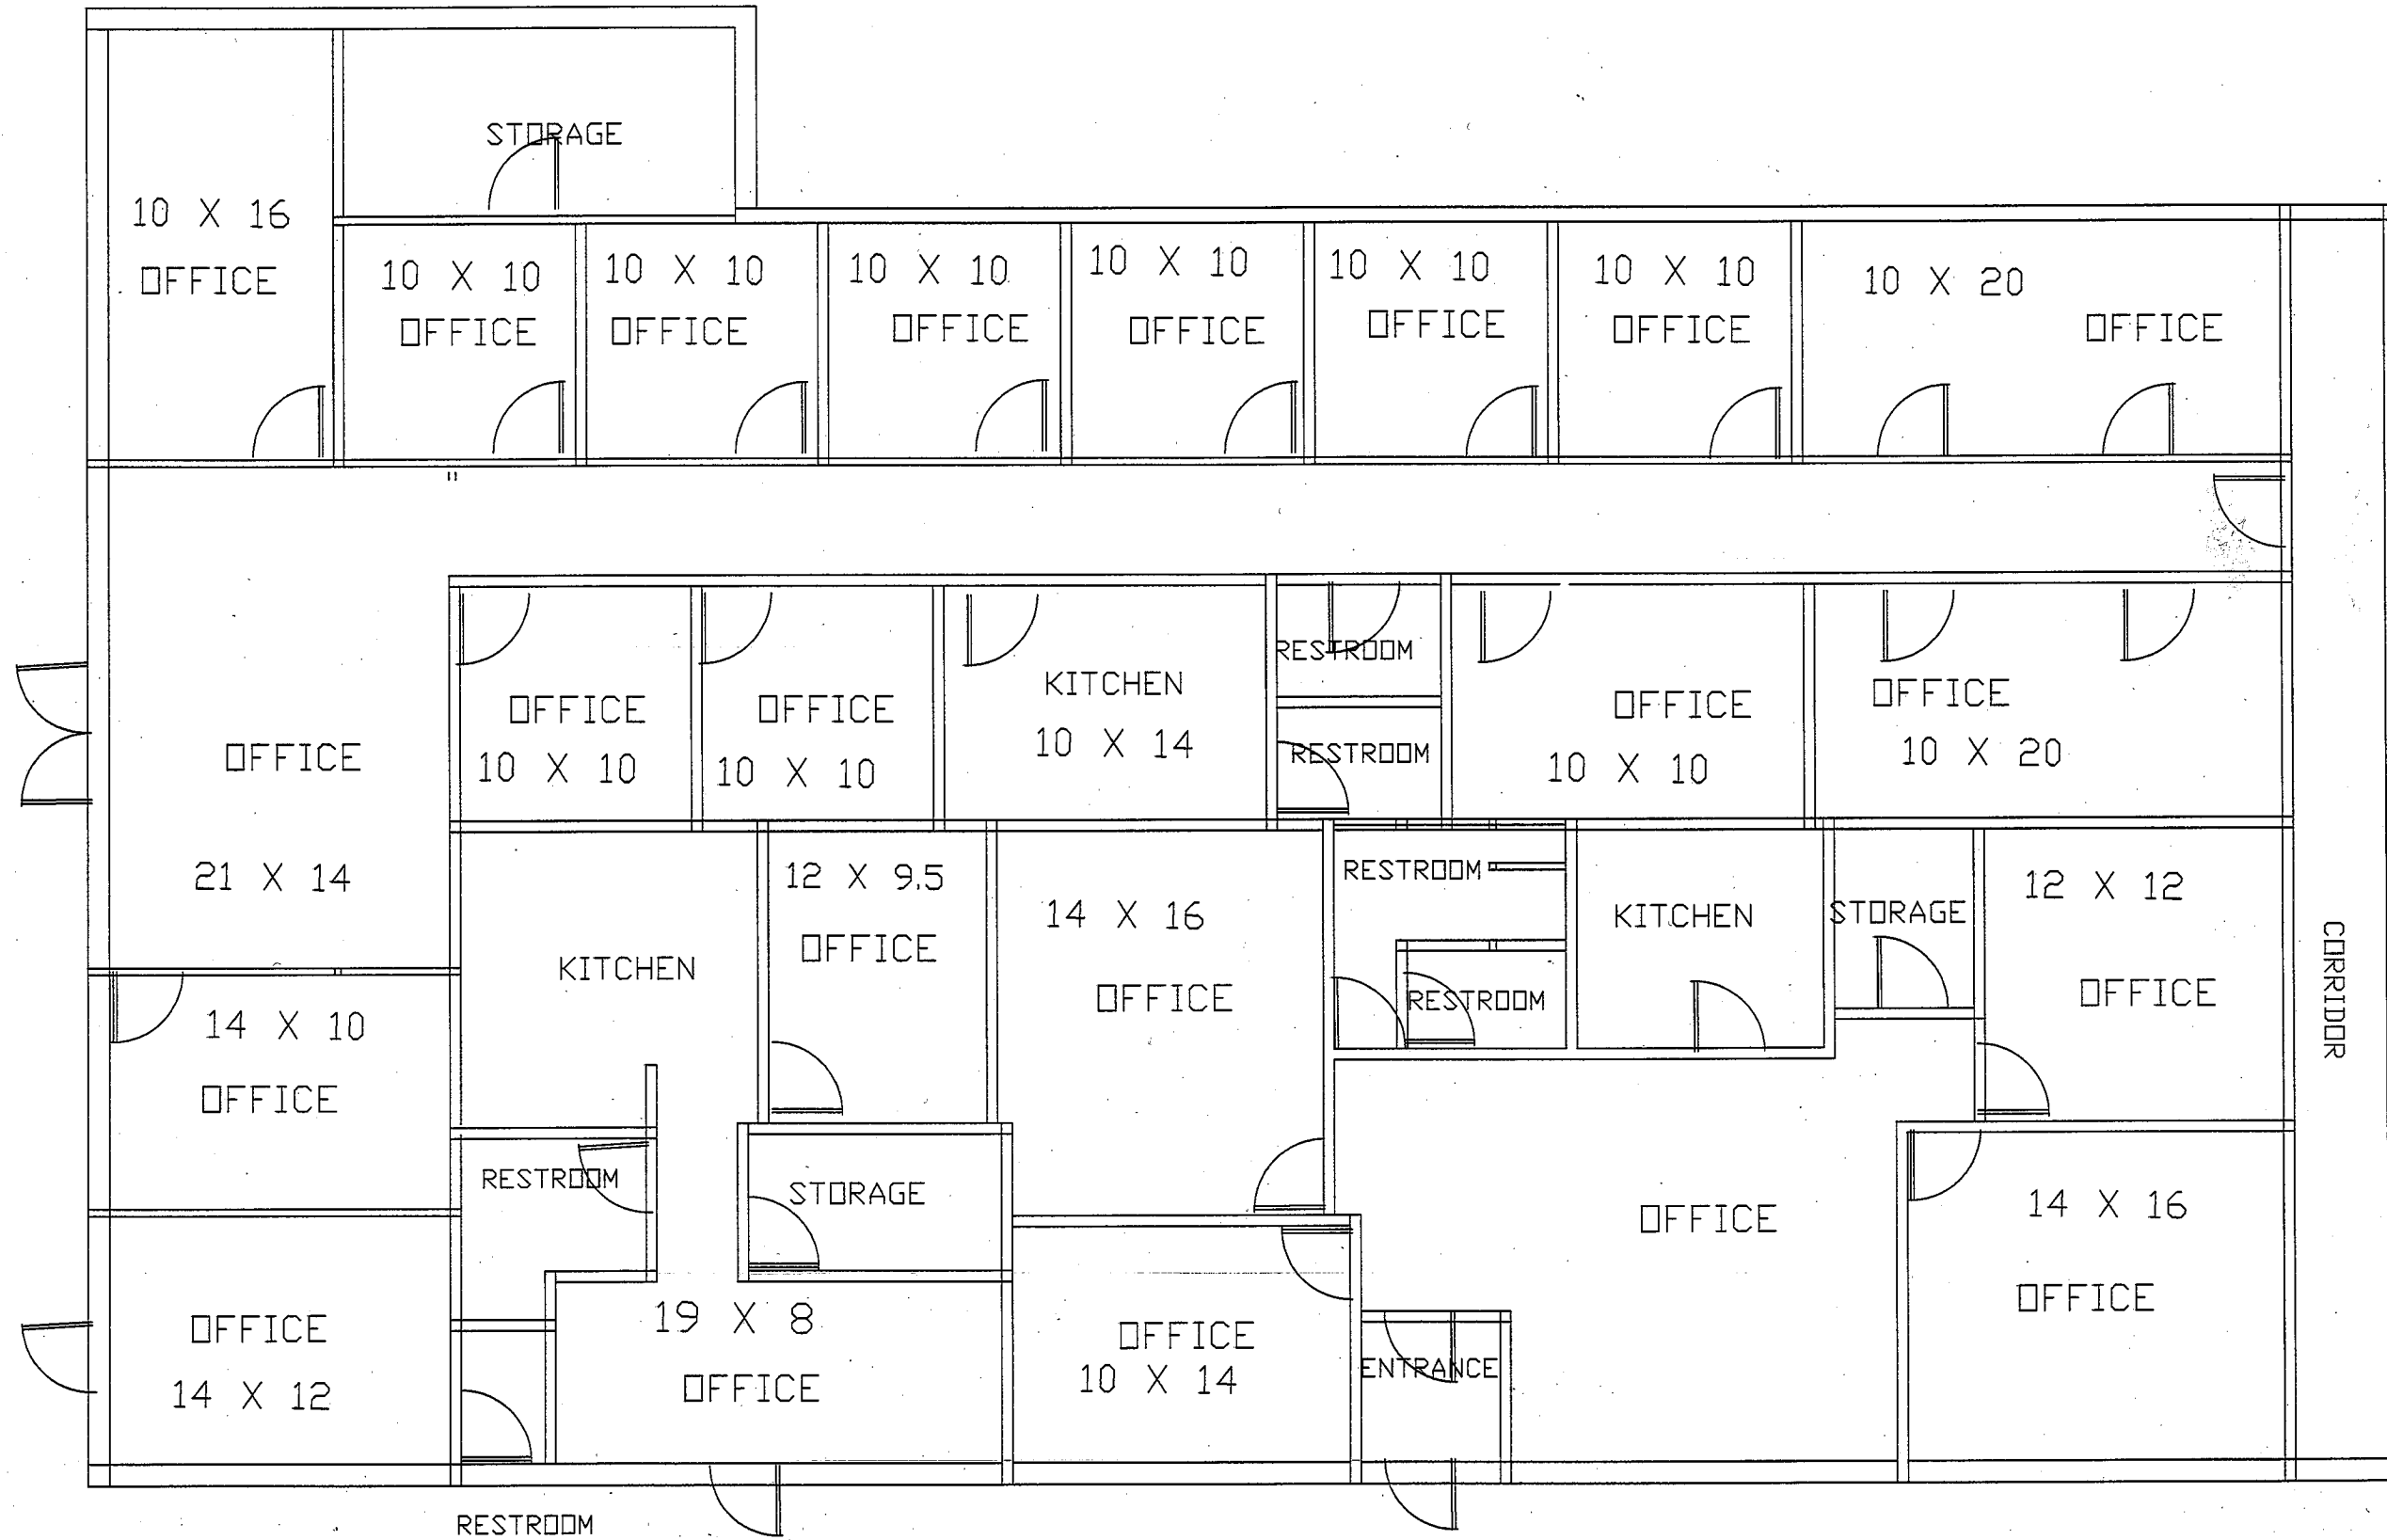 STORAGE
10 X 16
OFFICE
10 X 10
OFFICE
10 X 10
OFFICE
10 X 10
OFFICE
10 X 10
OFFICE
10 X 10
OFFICE
10 X 10
OFFICE
10 X 20
OFFICE
OFFICE
21 X 14
OFFICE
10 X 10
OFFICE
10 X 10
KITCHEN
10 X 14
RESTROOM
RESTROOM
OFFICE
10 X 10
OFFICE
10 X 20
KITCHEN
12 X 9.5
OFFICE
14 X 16
OFFICE
RESTROOM
RESTROOM
KITCHEN
STORAGE
12 X 12
OFFICE
CORRIDOR
14 X 10
OFFICE
RESTROOM
STORAGE
OFFICE
14 X 16
OFFICE
OFFICE
14 X 12
19 X 8
OFFICE
OFFICE
10 X 14
ENTRANCE
RESTROOM